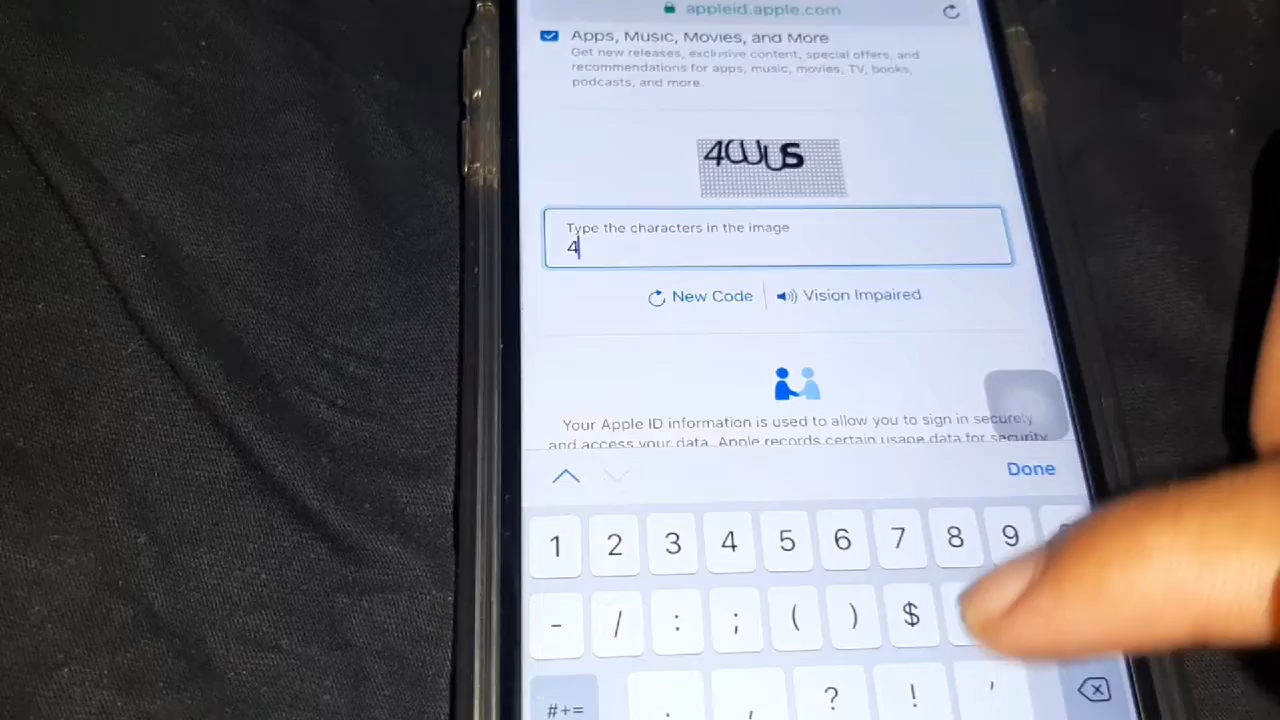 appleid.apple.com
Apps, Music, Movies, and More
Get new releases, exclusive content, special offers, and
recommendations for apps, music, movies, TV, books,
podcasts, and more.
4WUS
Type the characters in the image
4
New Code
Vision Impaired
Your Apple ID information is used to allow you to sign in securely
and access your data. Apple records certain usage data for security,
Done
1 2 3 4 5 6 7 8 9
- / : ; ( ) $
#+= . , ? ! '